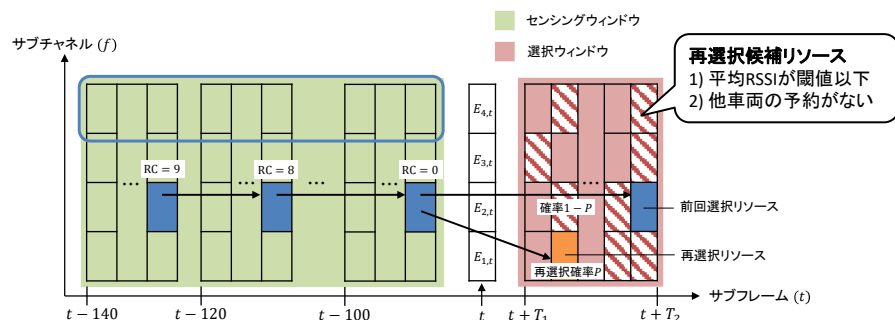 センシングウィンドウ
選択ウィンドウ
サブチャネル (f)
再選択候補リソース
1) 平均RSSIが閾値以下
2) 他車両の予約がない
E4,t
E3,t
E2,t
E1,t
RC = 9
RC = 8
RC = 0
...
...
...
...
確率1 − P
再選択確率P
前回選択リソース
再選択リソース
サブフレーム (t)
t − 140
t − 120
t − 100
t
t + T1
t + T2